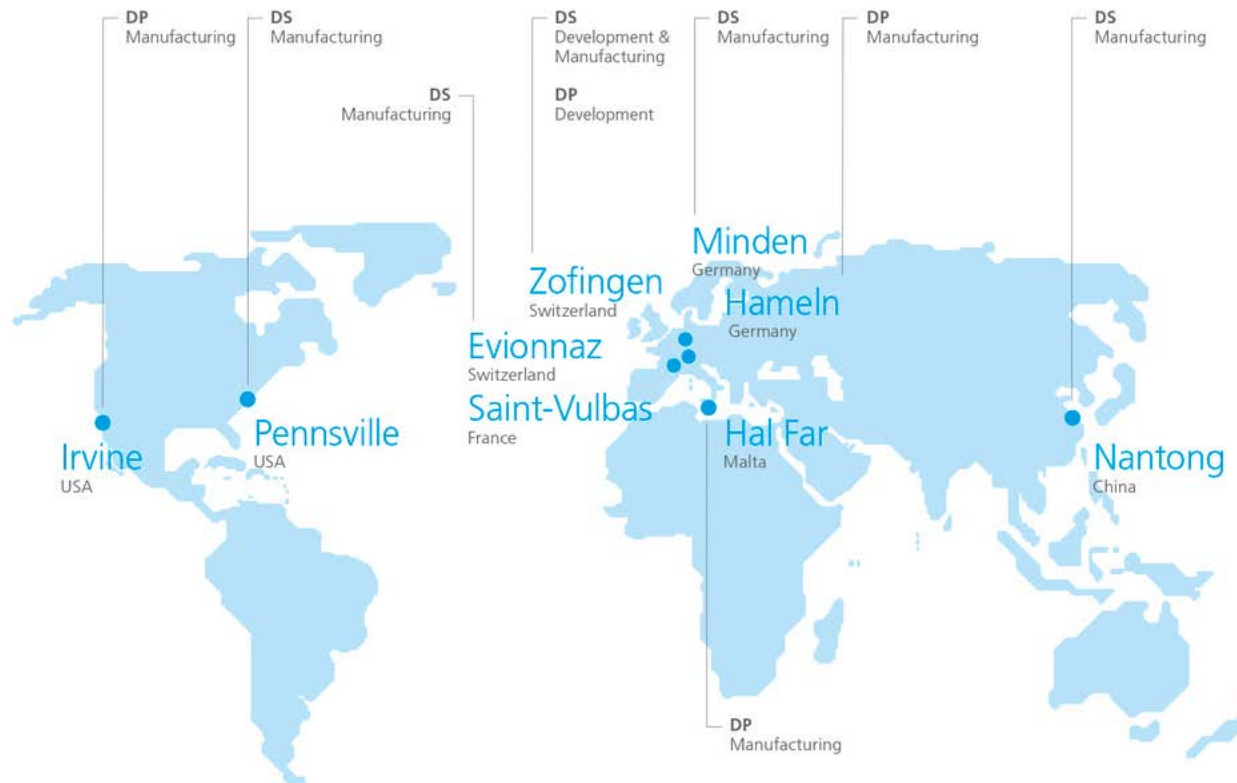 DP
Manufacturing
DS
Manufacturing
DS
Development &
Manufacturing
DP
Development
DS
Manufacturing
DP
Manufacturing
DS
Manufacturing
DS
Manufacturing
Minden
Germany
Zofingen
Switzerland
Hameln
Germany
Evionnaz
Switzerland
Saint-Vulbas
France
Hal Far
Malta
Irvine
USA
Pennsville
USA
Nantong
China
DP
Manufacturing